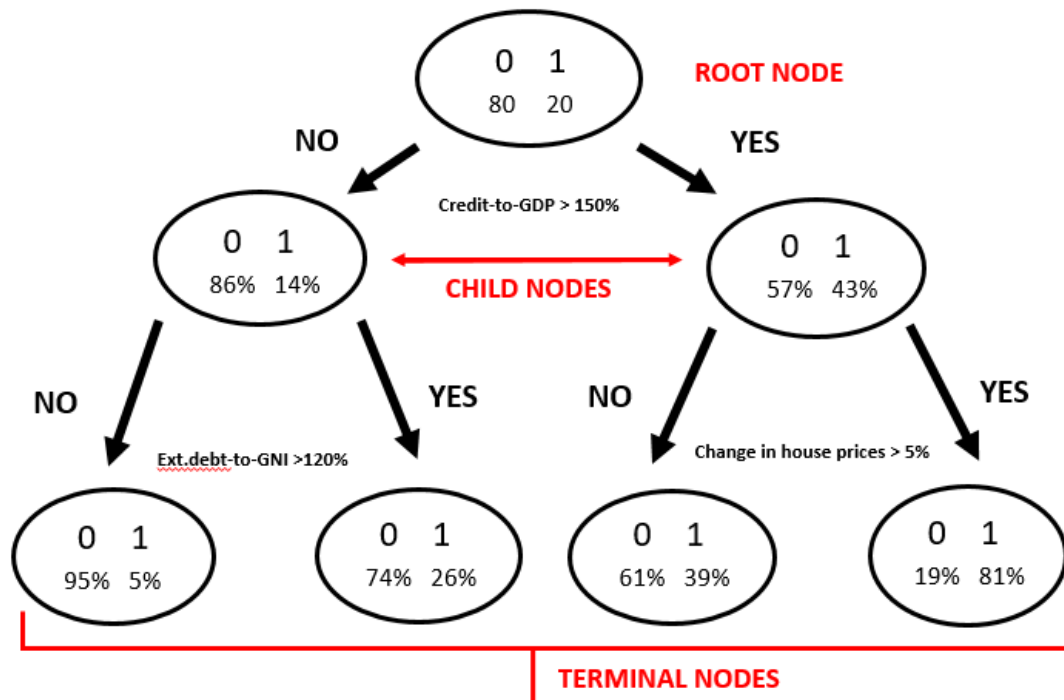 0 1
80 20
ROOT NODE
NO
YES
Credit-to-GDP > 150%
0 1
86% 14%
CHILD NODES
0 1
57% 43%
NO
YES
NO
YES
Ext.debt-to-GNI >120%
Change in house prices > 5%
0 1
95% 5%
0 1
74% 26%
0 1
61% 39%
0 1
19% 81%
TERMINAL NODES